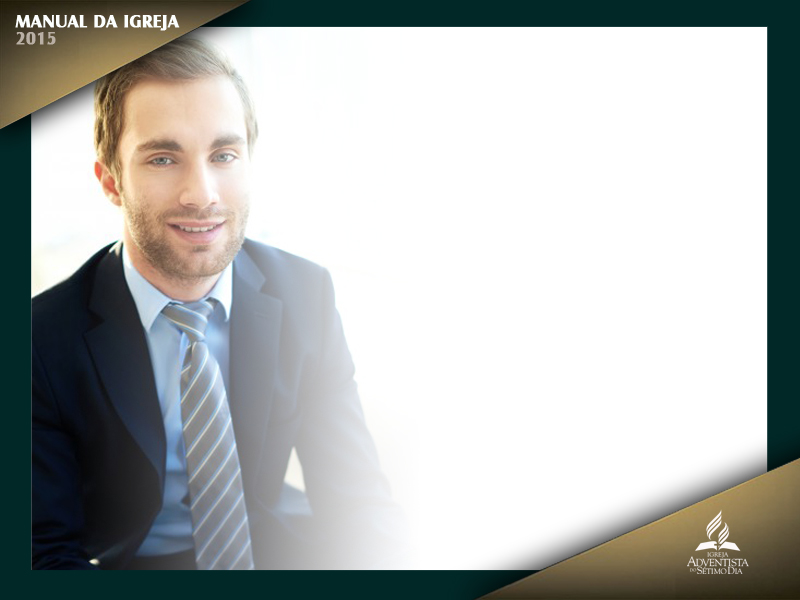 MANUAL DA IGREJA
2015
IGREJA
ADVENTISTA
DO SÉTIMO DIA